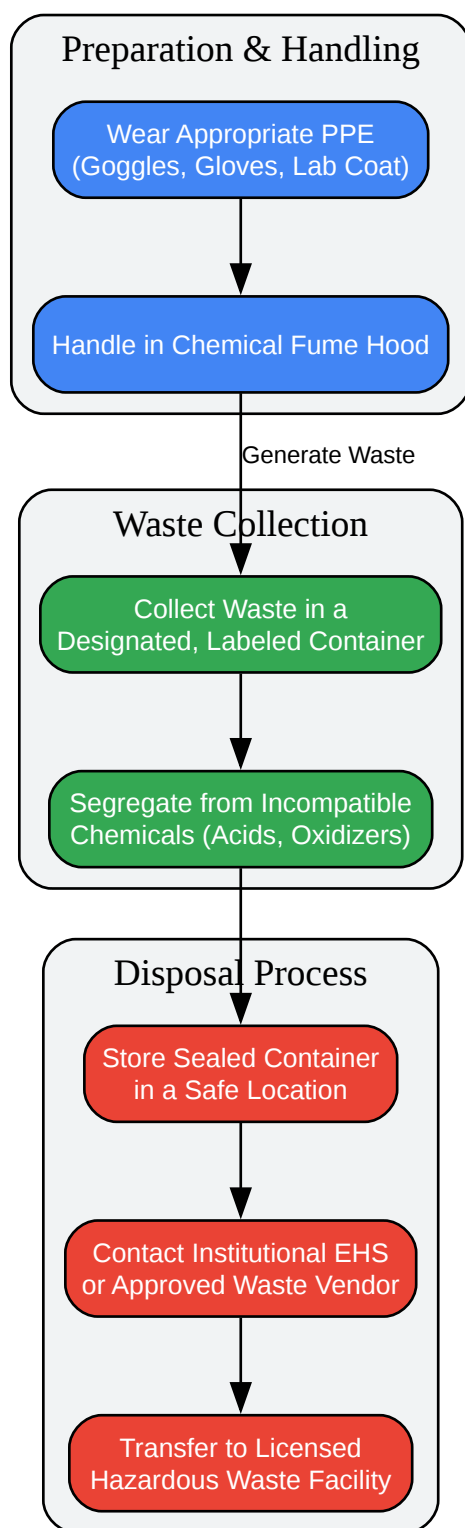 Preparation & Handling
Wear Appropriate PPE
(Goggles, Gloves, Lab Coat)
Handle in Chemical Fume Hood
Generate Waste
Waste Collection
Collect Waste in a
Designated, Labeled Container
Segregate from Incompatible
Chemicals (Acids, Oxidizers)
Disposal Process
Store Sealed Container
in a Safe Location
Contact Institutional EHS
or Approved Waste Vendor
Transfer to Licensed
Hazardous Waste Facility